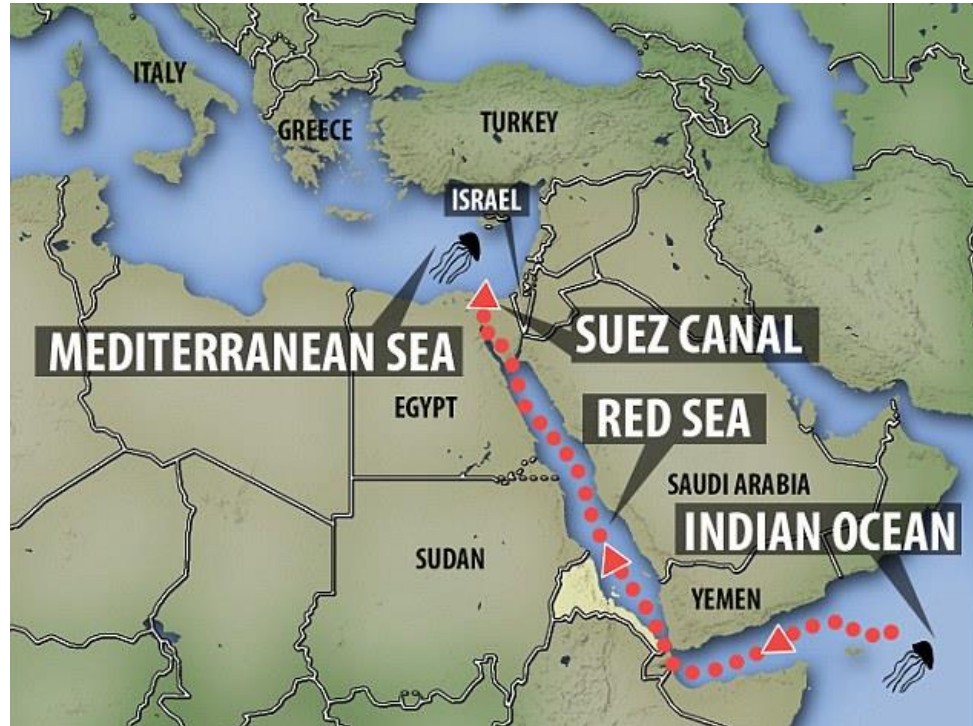 ITALY
GREECE
TURKEY
ISRAEL
MEDITERRANEAN SEA
SUEZ CANAL
EGYPT
RED SEA
SAUDI ARABIA
INDIAN OCEAN
SUDAN
YEMEN